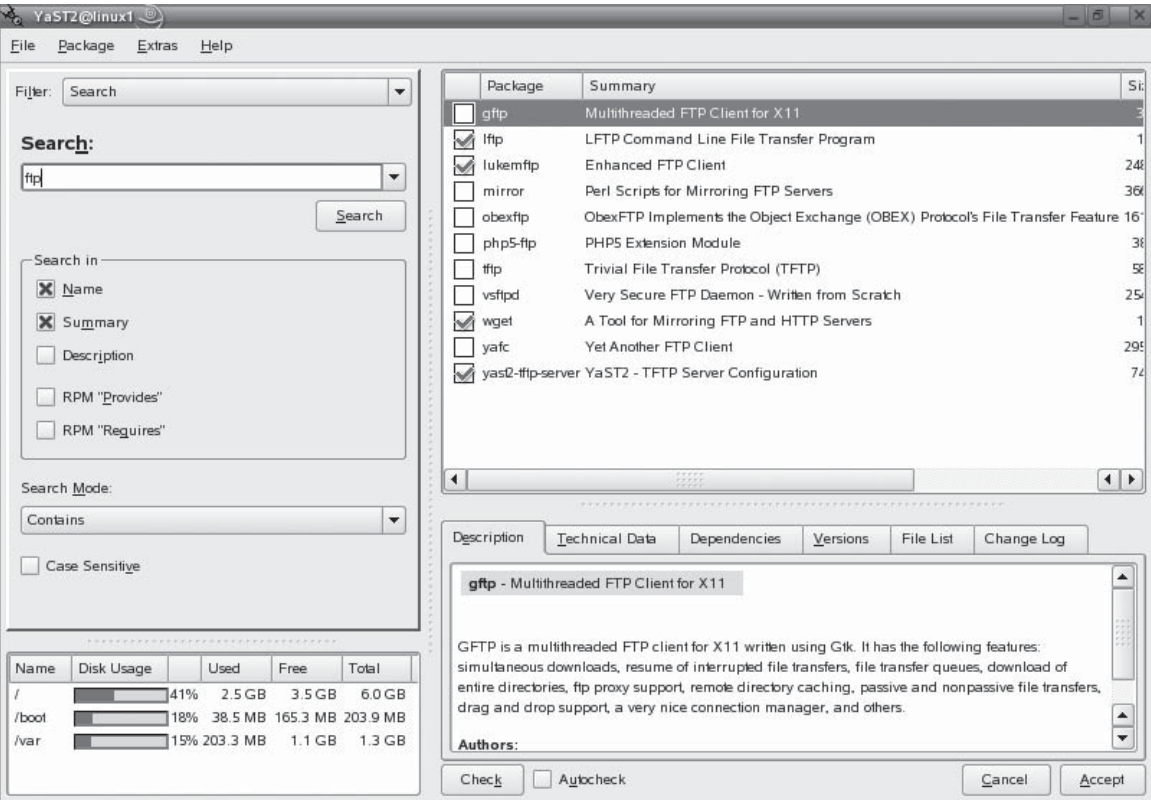 YaST2@linux1
File Package Extras Help
Filter: Search
Search:
ftp
Search
Search in
Name
Summary
Description
RPM "Provides"
RPM "Requires"
Search Mode:
Contains
Case Sensitive
Name Disk Usage Used Free Total
/ 41% 2.5 GB 3.5 GB 6.0 GB
/boot 18% 38.5 MB 165.3 MB 203.9 MB
/var 15% 203.3 MB 1.1 GB 1.3 GB
Package Summary
gftp Multithreaded FTP Client for X11 3
lftp LFTP Command Line File Transfer Program 1
lukemftp Enhanced FTP Client 248
mirror Perl Scripts for Mirroring FTP Servers 366
obexftp ObexFTP Implements the Object Exchange (OBEX) Protocol's File Transfer Feature 161
php5-ftp PHP5 Extension Module 38
tftp Trivial File Transfer Protocol (TFTP) 58
vsftpd Very Secure FTP Daemon - Written from Scratch 254
wget A Tool for Mirroring FTP and HTTP Servers 1
yafc Yet Another FTP Client 295
yast2-tftp-server YaST2 - TFTP Server Configuration 74
Description Technical Data Dependencies Versions File List Change Log
gftp - Multithreaded FTP Client for X11
GFTP is a multithreaded FTP client for X11 written using Gtk. It has the following features:
simultaneous downloads, resume of interrupted file transfers, file transfer queues, download of
entire directories, ftp proxy support, remote directory caching, passive and nonpassive file transfers,
drag and drop support, a very nice connection manager, and others.
Authors:
Check Autocheck Cancel Accept